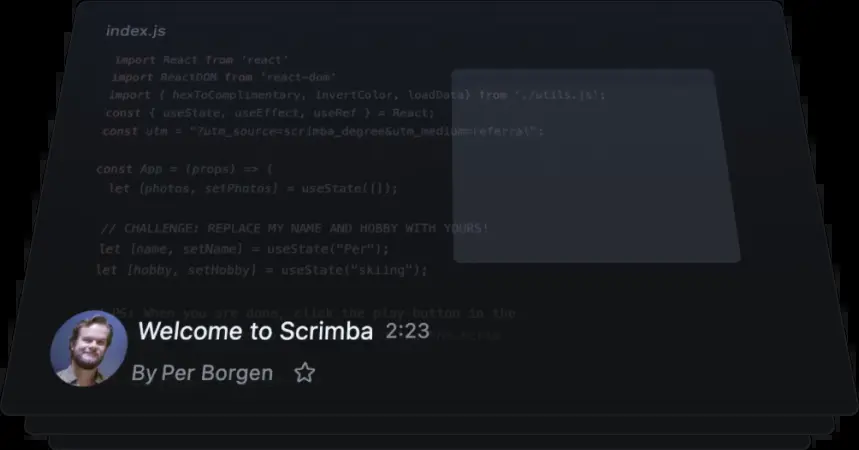 index.js
import React from 'react'
import ReactDOM from 'react-dom'
import { hexToComplimentary, invertColor, loadData} from './utils.js';
const { useState, useEffect, useRef } = React;
const utm = "?utm_source=scrimba_degree&utm_medium=referral";
const App = (props) => {
let [photos, setPhotos] = useState([]);
// CHALLENGE: REPLACE MY NAME AND HOBBY WITH YOURS!
let [name, setName] = useState("Per");
let [hobby, setHobby] = useState("skiing");
PS: When you are done, click the play button in the
Welcome to Scrimba 2:23
By Per Borgen